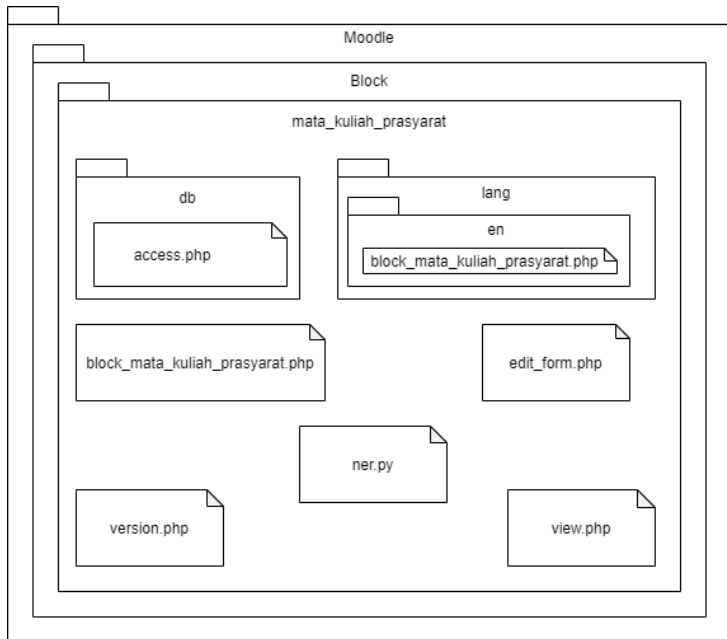 Moodle
Block
mata_kuliah_prasyarat
db
access.php
lang
en
block_mata_kuliah_prasyarat.php
block_mata_kuliah_prasyarat.php
edit_form.php
ner.py
version.php
view.php